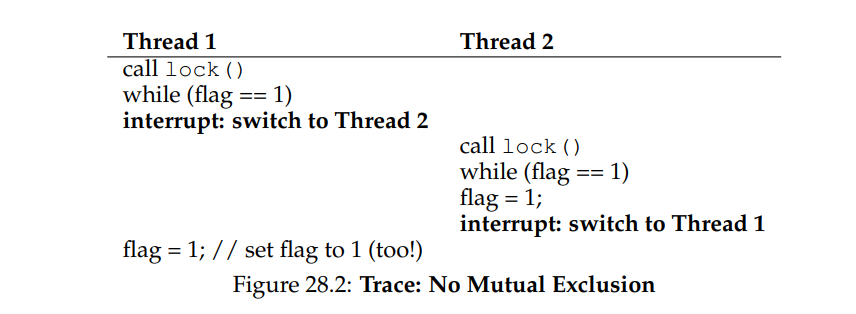 Thread 1 Thread 2
call lock()
while (flag == 1)
interrupt: switch to Thread 2
call lock()
while (flag == 1)
flag = 1;
interrupt: switch to Thread 1
flag = 1; // set flag to 1 (too!)
Figure 28.2: Trace: No Mutual Exclusion